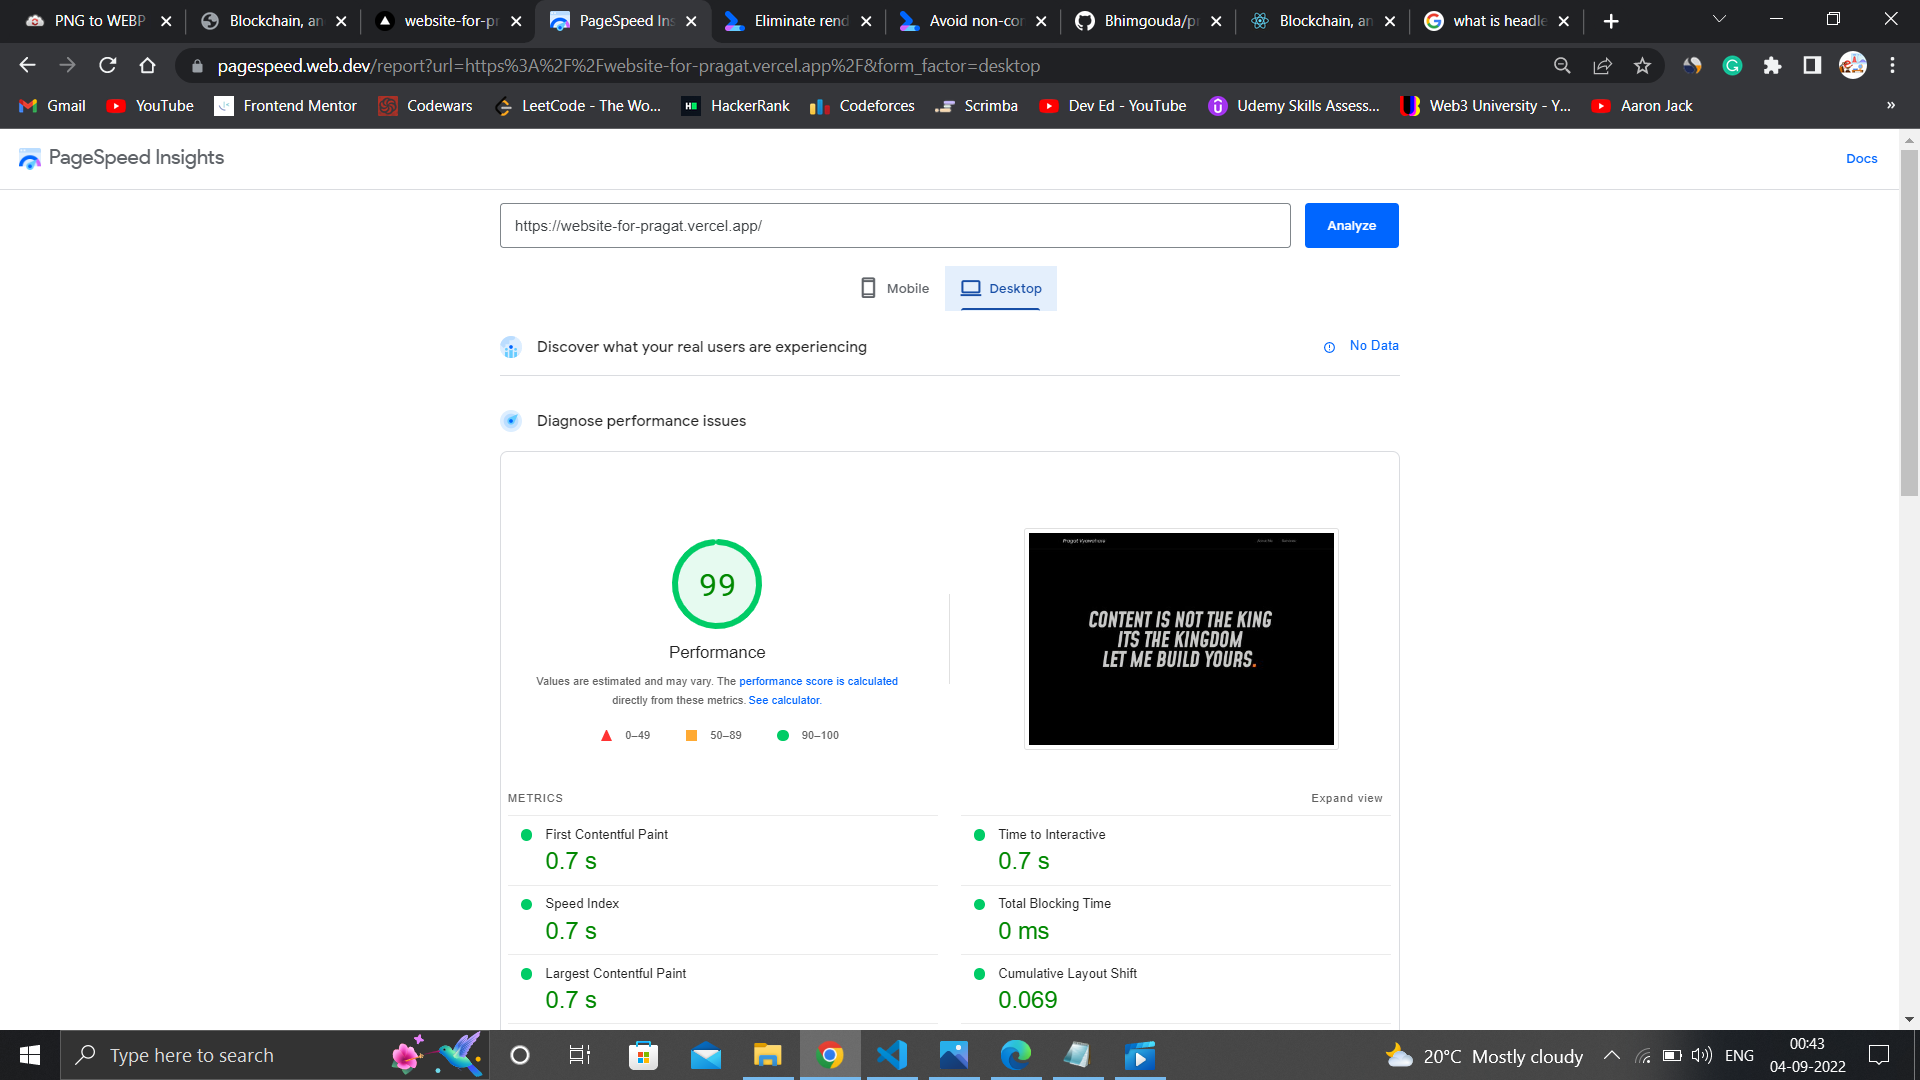 PNG to WEBP
Blockchain, an
website-for-pr
PageSpeed Ins
Eliminate rend
Avoid non-cor
Bhimgouda/pr
Blockchain, an
what is headle
pagespeed.web.dev/report?url=https%3A%2F%2Fwebsite-for-pragat.vercel.app%2F&form_factor=desktop
Gmail
YouTube
Frontend Mentor
Codewars
LeetCode - The Wo...
HackerRank
Codeforces
Scrimba
Dev Ed - YouTube
Udemy Skills Assess...
Web3 University - Y...
Aaron Jack
»
PageSpeed Insights
Docs
https://website-for-pragat.vercel.app/
Analyze
Mobile
Desktop
Discover what your real users are experiencing
No Data
Diagnose performance issues
99
Performance
Values are estimated and may vary. The performance score is calculated
directly from these metrics. See calculator.
0–49
50–89
90–100
CONTENT IS NOT THE KING
ITS THE KINGDOM
LET ME BUILD YOURS.
METRICS
Expand view
First Contentful Paint
0.7 s
Time to Interactive
0.7 s
Speed Index
0.7 s
Total Blocking Time
0 ms
Largest Contentful Paint
0.7 s
Cumulative Layout Shift
0.069
Type here to search
20°C Mostly cloudy
ENG
00:43
04-09-2022